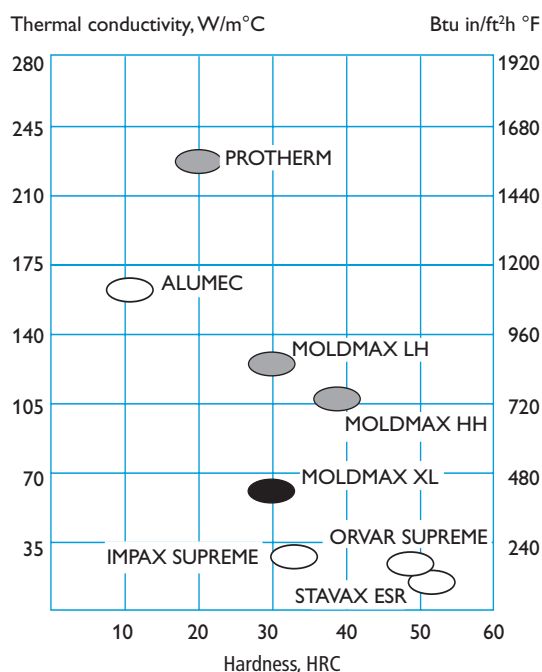 Thermal conductivity, W/m°C Btu in/ft²h °F
280 1920
245 1680
PROTHERM
210 1440
175 1200
ALUMEC
140 960
MOLDMAX LH
105 720
MOLDMAX HH
70 480
MOLDMAX XL
ORVAR SUPREME
35 240
IMPAX SUPREME
STAVAX ESR
10 20 30 40 50 60
Hardness, HRC